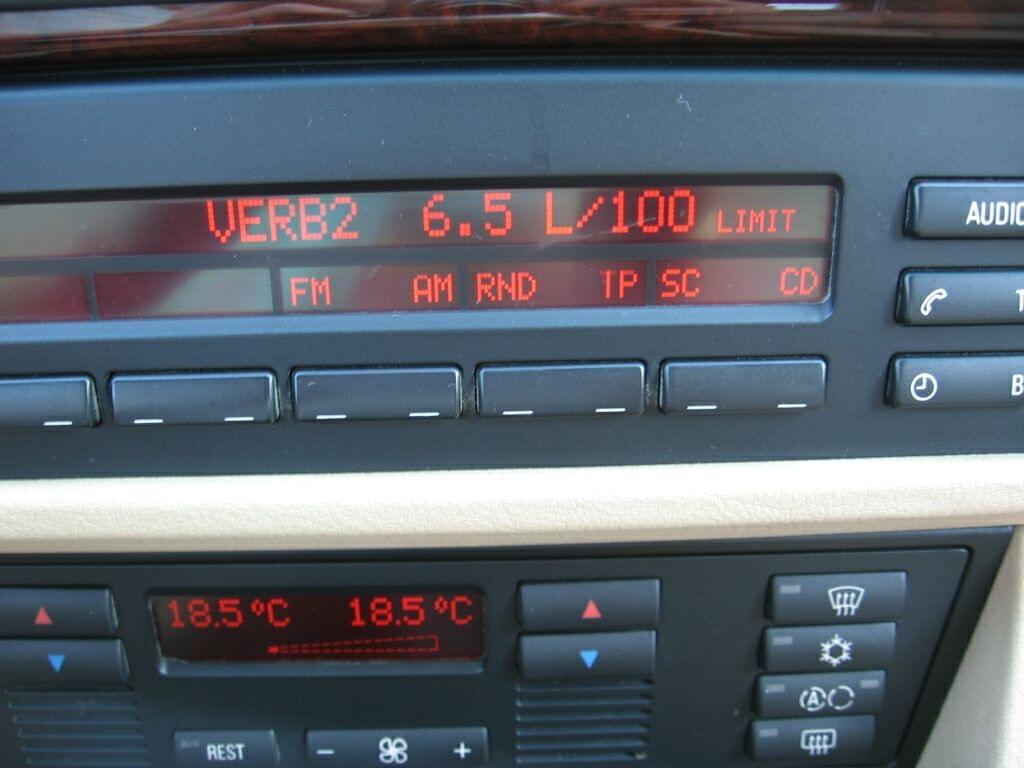 VERB2 6.5 L/100 LIMIT
AUDIO
FM AM RND TP SC CD
18.5°C 18.5°C
A
REST
- +